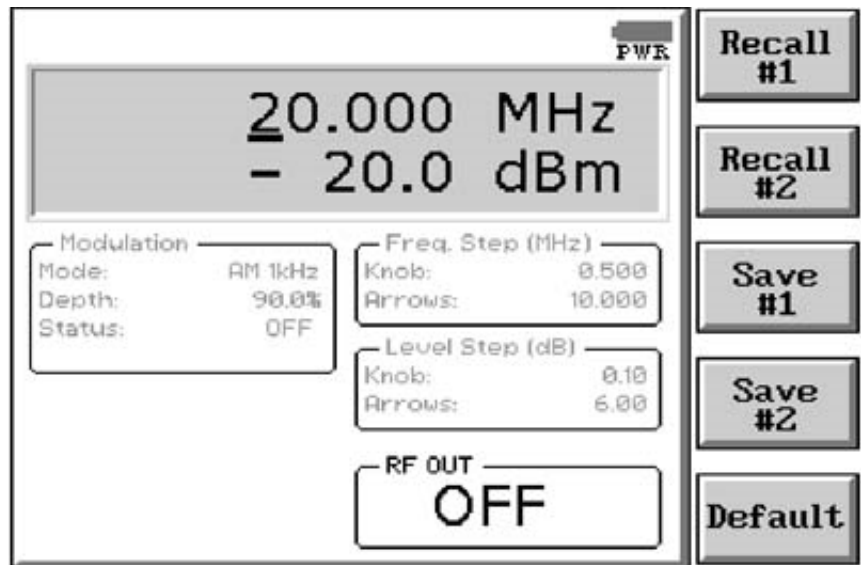 PWR
20.000 MHz
- 20.0 dBm
Modulation
Mode: AM 1kHz
Depth: 90.0%
Status: OFF
Freq. Step (MHz)
Knob: 0.500
Arrows: 10.000
Level Step (dB)
Knob: 0.10
Arrows: 6.00
RF OUT
OFF
Recall
#1
Recall
#2
Save
#1
Save
#2
Default